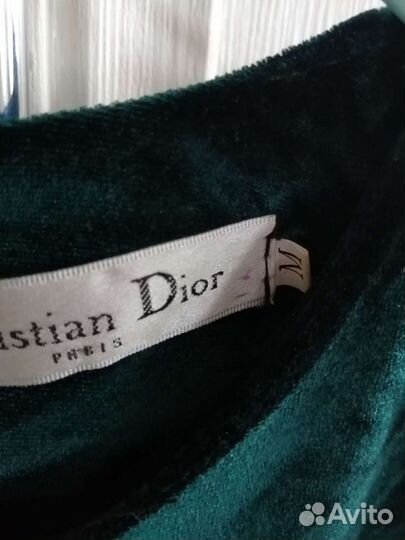 istian Dior
PARIS
M
Avito